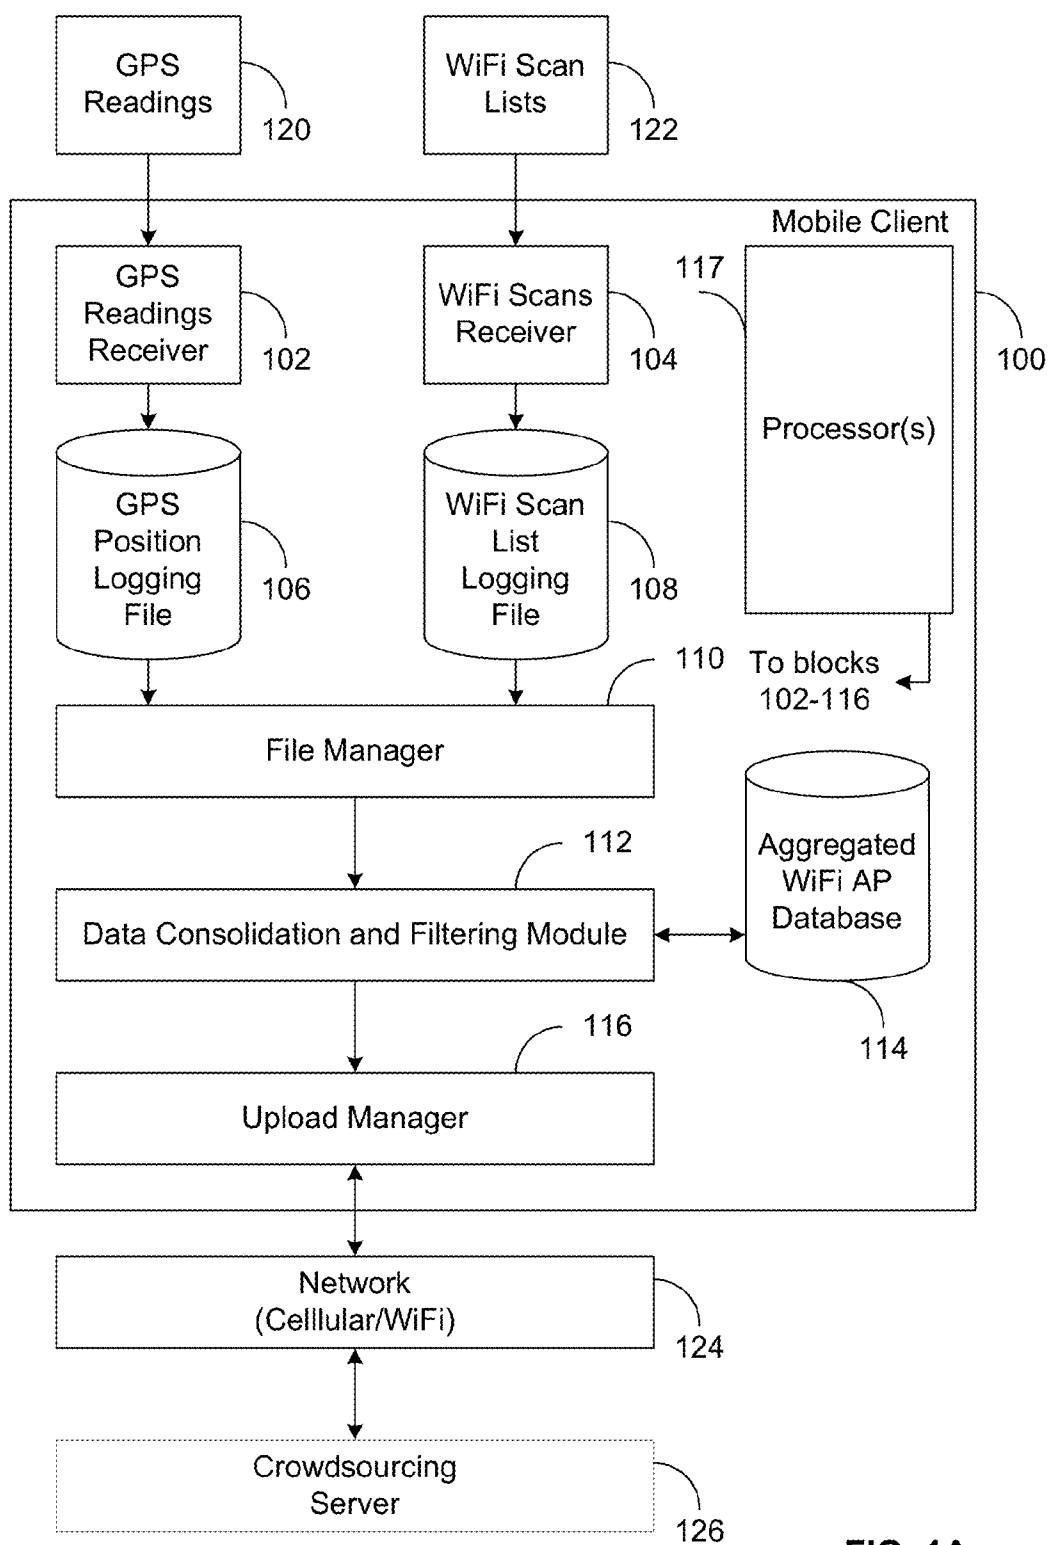 GPS
Readings
120
WiFi Scan
Lists
122
Mobile Client
GPS
Readings
Receiver
102
WiFi Scans
Receiver
104
117
Processor(s)
100
GPS
Position
Logging
File
106
WiFi Scan
List
Logging
File
108
To blocks
102-116
110
File Manager
112
Data Consolidation and Filtering Module
Aggregated
WiFi AP
Database
114
116
Upload Manager
Network
(Celllular/WiFi)
124
Crowdsourcing
Server
126
FIG. 1A